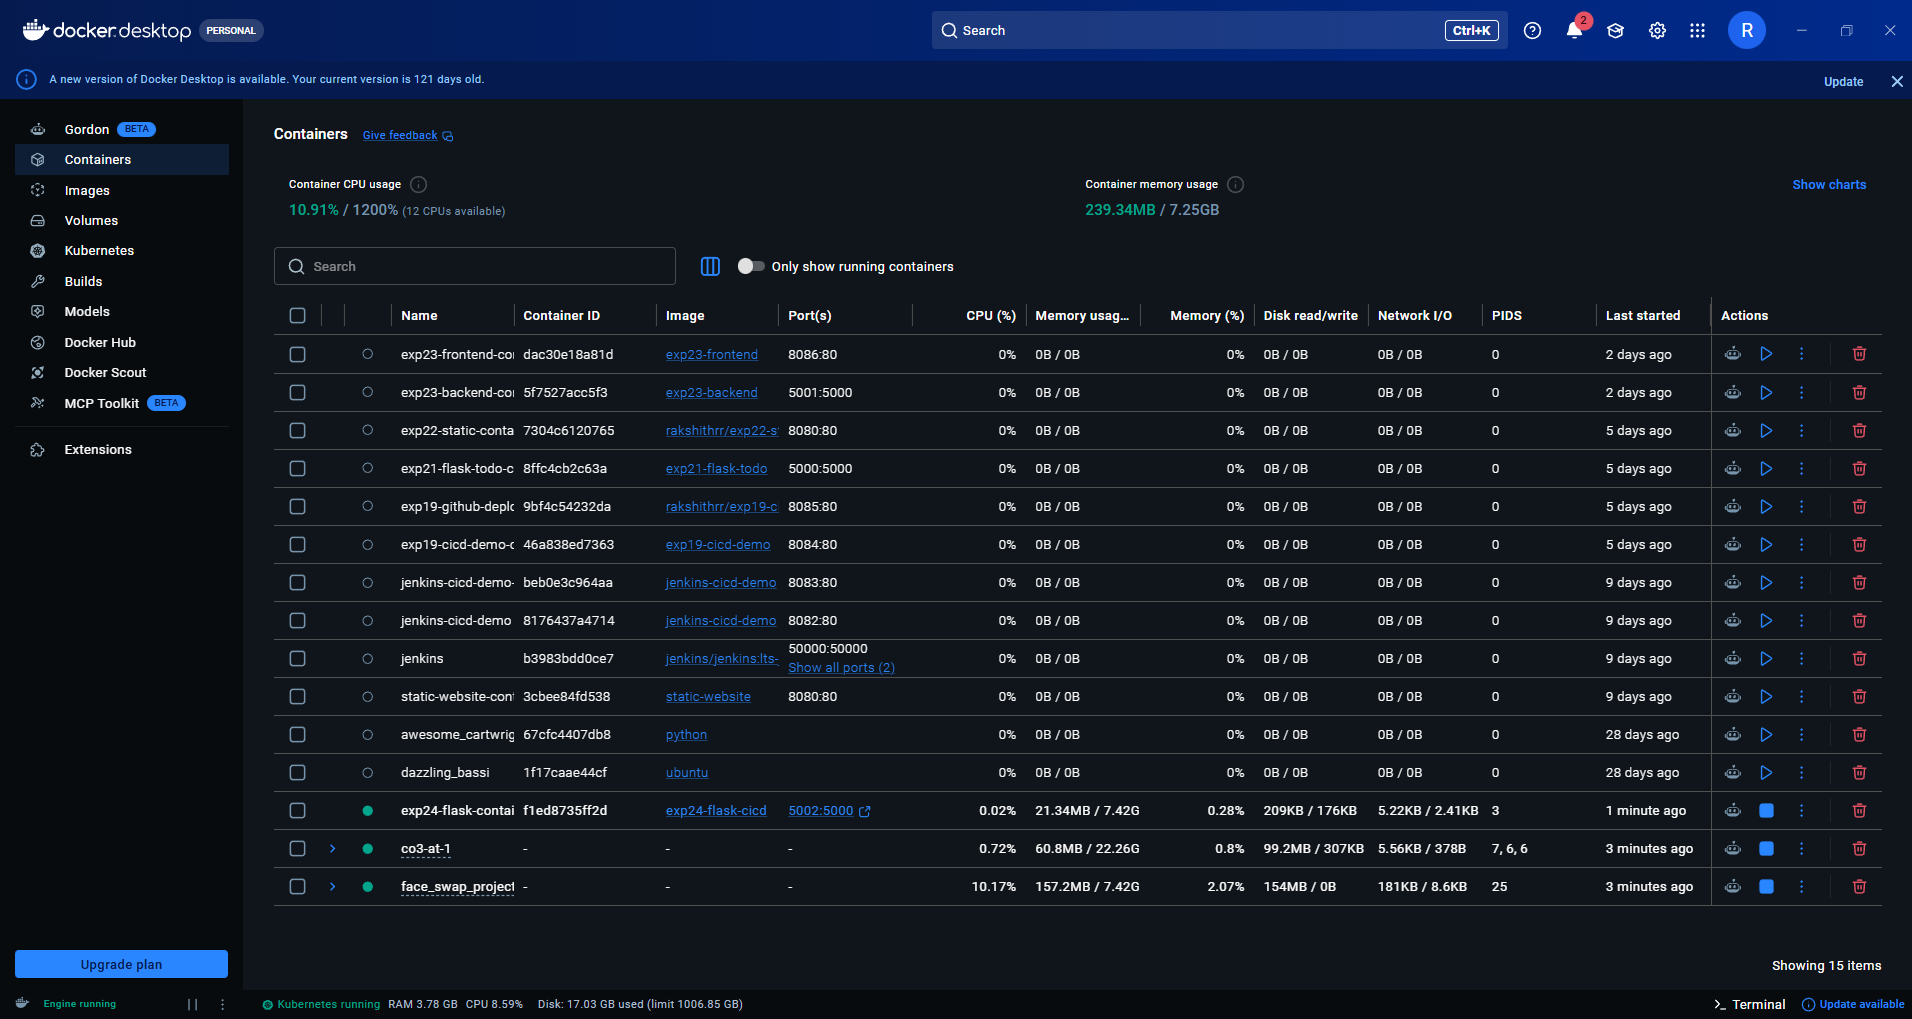 docker desktop PERSONAL
Search Ctrl+K 2 R
A new version of Docker Desktop is available. Your current version is 121 days old. Update
Gordon BETA
Containers
Images
Volumes
Kubernetes
Builds
Models
Docker Hub
Docker Scout
MCP Toolkit BETA
Extensions
Upgrade plan
Containers Give feedback
Container CPU usage
10.91% / 1200% (12 CPUs available)
Container memory usage
239.34MB / 7.25GB
Show charts
Search Only show running containers
Name Container ID Image Port(s) CPU (%) Memory usag... Memory (%) Disk read/write Network I/O PIDS Last started Actions
exp23-frontend-co dac30e18a81d exp23-frontend 8086:80 0% 0B / 0B 0% 0B / 0B 0B / 0B 0 2 days ago
exp23-backend-co 5f7527acc5f3 exp23-backend 5001:5000 0% 0B / 0B 0% 0B / 0B 0B / 0B 0 2 days ago
exp22-static-conta 7304c6120765 rakshithrr/exp22-s 8080:80 0% 0B / 0B 0% 0B / 0B 0B / 0B 0 5 days ago
exp21-flask-todo-c 8ffc4cb2c63a exp21-flask-todo 5000:5000 0% 0B / 0B 0% 0B / 0B 0B / 0B 0 5 days ago
exp19-github-deplo 9bf4c54232da rakshithrr/exp19-c 8085:80 0% 0B / 0B 0% 0B / 0B 0B / 0B 0 5 days ago
exp19-cicd-demo-c 46a838ed7363 exp19-cicd-demo 8084:80 0% 0B / 0B 0% 0B / 0B 0B / 0B 0 5 days ago
jenkins-cicd-demo- beb0e3c964aa jenkins-cicd-demo 8083:80 0% 0B / 0B 0% 0B / 0B 0B / 0B 0 9 days ago
jenkins-cicd-demo 8176437a4714 jenkins-cicd-demo 8082:80 0% 0B / 0B 0% 0B / 0B 0B / 0B 0 9 days ago
jenkins b3983bdd0ce7 jenkins/jenkins:lts- 50000:50000 Show all ports (2) 0% 0B / 0B 0% 0B / 0B 0B / 0B 0 9 days ago
static-website-con 3cbee84fd538 static-website 8080:80 0% 0B / 0B 0% 0B / 0B 0B / 0B 0 9 days ago
awesome_cartwrig 67cfc4407db8 python 0% 0B / 0B 0% 0B / 0B 0B / 0B 0 28 days ago
dazzling_bassi 1f17caae44cf ubuntu 0% 0B / 0B 0% 0B / 0B 0B / 0B 0 28 days ago
exp24-flask-contai f1ed8735ff2d exp24-flask-cicd 5002:5000 0.02% 21.34MB / 7.42G 0.28% 209KB / 176KB 5.22KB / 2.41KB 3 1 minute ago
co3-at-1 - - - 0.72% 60.8MB / 22.26G 0.8% 99.2MB / 307KB 5.56KB / 378B 7, 6, 6 3 minutes ago
face_swap_project - - - 10.17% 157.2MB / 7.42G 2.07% 154MB / 0B 181KB / 8.6KB 25 3 minutes ago
Showing 15 items
Engine running Kubernetes running RAM 3.78 GB CPU 8.59% Disk: 17.03 GB used (limit 1006.85 GB) >_ Terminal Update available